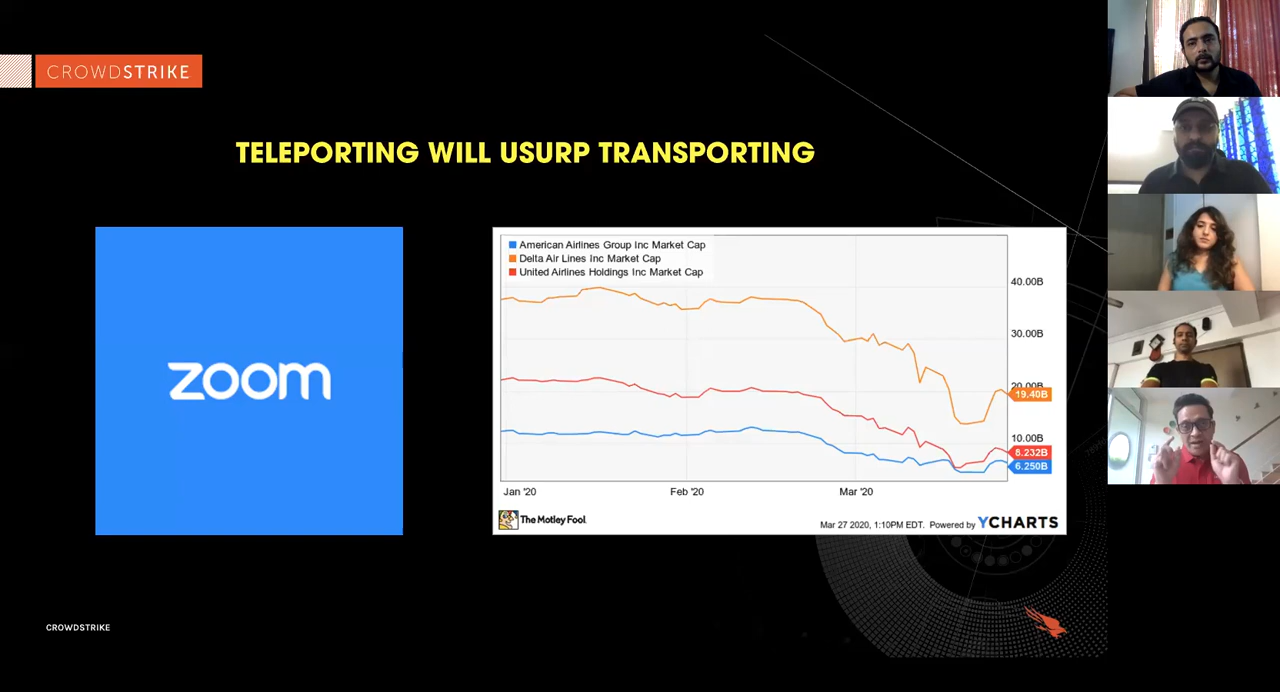 CROWDSTRIKE
TELEPORTING WILL USURP TRANSPORTING
zoom
American Airlines Group Inc Market Cap
Delta Air Lines Inc Market Cap
United Airlines Holdings Inc Market Cap
40.00B
30.00B
20.00B
19.40B
10.00B
8.232B
6.250B
Jan '20 Feb '20 Mar '20
The Motley Fool.
Mar 27 2020, 1:10PM EDT. Powered by YCHARTS
CROWDSTRIKE